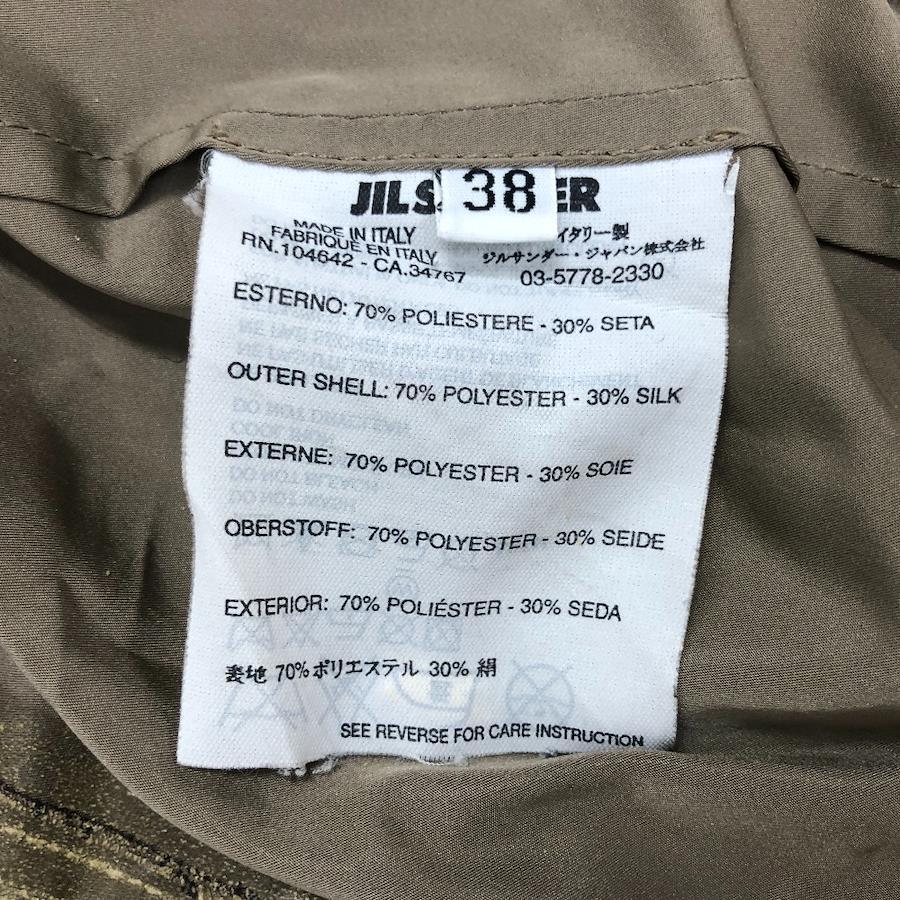 JIL S 38 ER
MADE IN ITALY
FABRIQUE EN ITALY
RN.104642 - CA.34767
イタリー製
ジルサンダー・ジャパン株式会社
03-5778-2330
ESTERNO: 70% POLIESTERE - 30% SETA
OUTER SHELL: 70% POLYESTER - 30% SILK
EXTERNE: 70% POLYESTER - 30% SOIE
OBERSTOFF: 70% POLYESTER - 30% SEIDE
EXTERIOR: 70% POLIÉSTER - 30% SEDA
表地 70%ポリエステル 30% 絹
SEE REVERSE FOR CARE INSTRUCTION